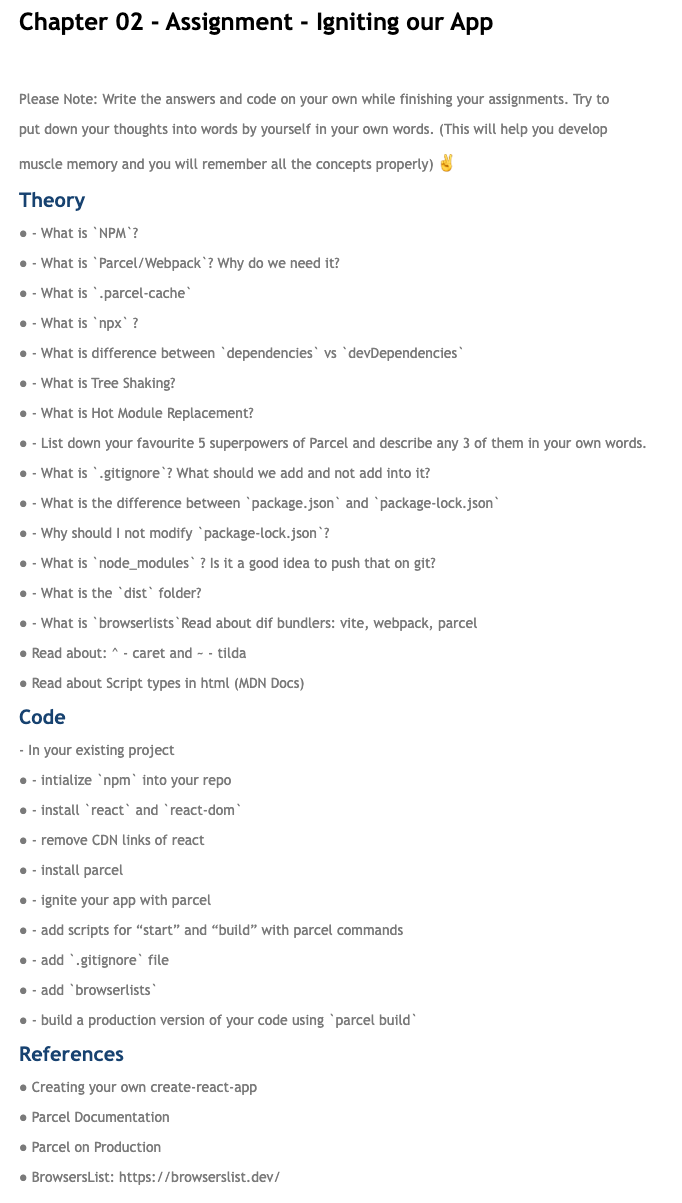 Chapter 02 - Assignment - Igniting our App
Please Note: Write the answers and code on your own while finishing your assignments. Try to
put down your thoughts into words by yourself in your own words. (This will help you develop
muscle memory and you will remember all the concepts properly) ✌️
Theory
● - What is `NPM`?
● - What is `Parcel/Webpack`? Why do we need it?
● - What is `.parcel-cache`
● - What is `npx` ?
● - What is difference between `dependencies` vs `devDependencies`
● - What is Tree Shaking?
● - What is Hot Module Replacement?
● - List down your favourite 5 superpowers of Parcel and describe any 3 of them in your own words.
● - What is `.gitignore`? What should we add and not add into it?
● - What is the difference between `package.json` and `package-lock.json`
● - Why should I not modify `package-lock.json`?
● - What is `node_modules` ? Is it a good idea to push that on git?
● - What is the `dist` folder?
● - What is `browserlists`Read about dif bundlers: vite, webpack, parcel
● Read about: ^ - caret and ~ - tilda
● Read about Script types in html (MDN Docs)
Code
- In your existing project
● - intialize `npm` into your repo
● - install `react` and `react-dom`
● - remove CDN links of react
● - install parcel
● - ignite your app with parcel
● - add scripts for “start” and “build” with parcel commands
● - add `.gitignore` file
● - add `browserlists`
● - build a production version of your code using `parcel build`
References
● Creating your own create-react-app
● Parcel Documentation
● Parcel on Production
● BrowsersList: https://browserslist.dev/